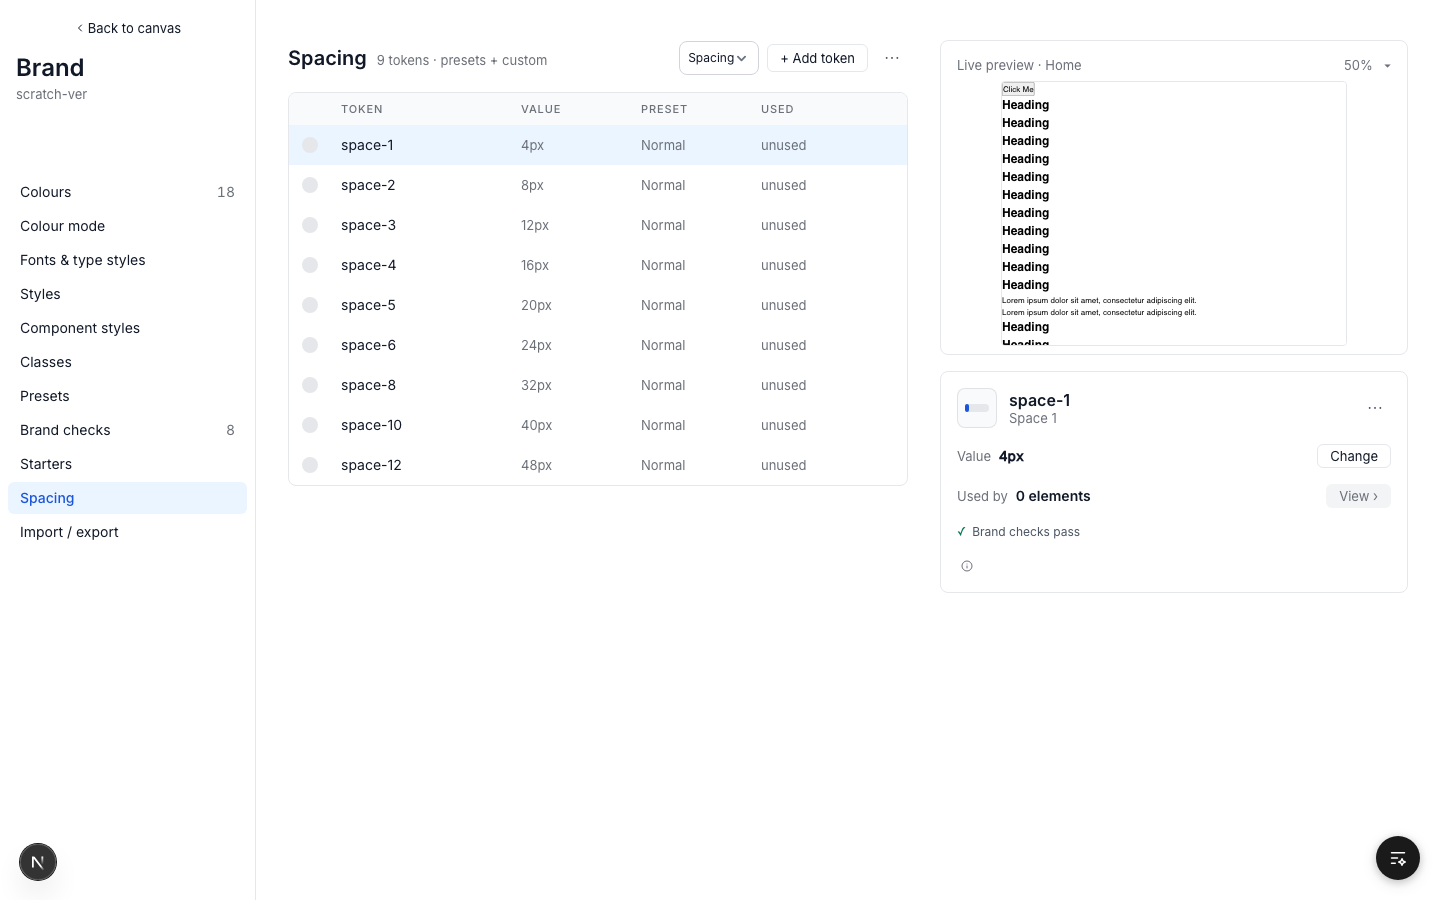 ‹ Back to canvas
Brand
scratch-ver
Colours 18
Colour mode
Fonts & type styles
Styles
Component styles
Classes
Presets
Brand checks 8
Starters
Spacing
Import / export
N
Spacing 9 tokens · presets + custom
Spacing
+ Add token
···
TOKEN VALUE PRESET USED
space-1 4px Normal unused
space-2 8px Normal unused
space-3 12px Normal unused
space-4 16px Normal unused
space-5 20px Normal unused
space-6 24px Normal unused
space-8 32px Normal unused
space-10 40px Normal unused
space-12 48px Normal unused
Live preview · Home 50%
Click Me
Heading
Heading
Heading
Heading
Heading
Heading
Heading
Heading
Heading
Heading
Heading
Lorem ipsum dolor sit amet, consectetur adipiscing elit.
Lorem ipsum dolor sit amet, consectetur adipiscing elit.
Heading
Heading
space-1
Space 1
···
Value 4px Change
Used by 0 elements View ›
✓ Brand checks pass